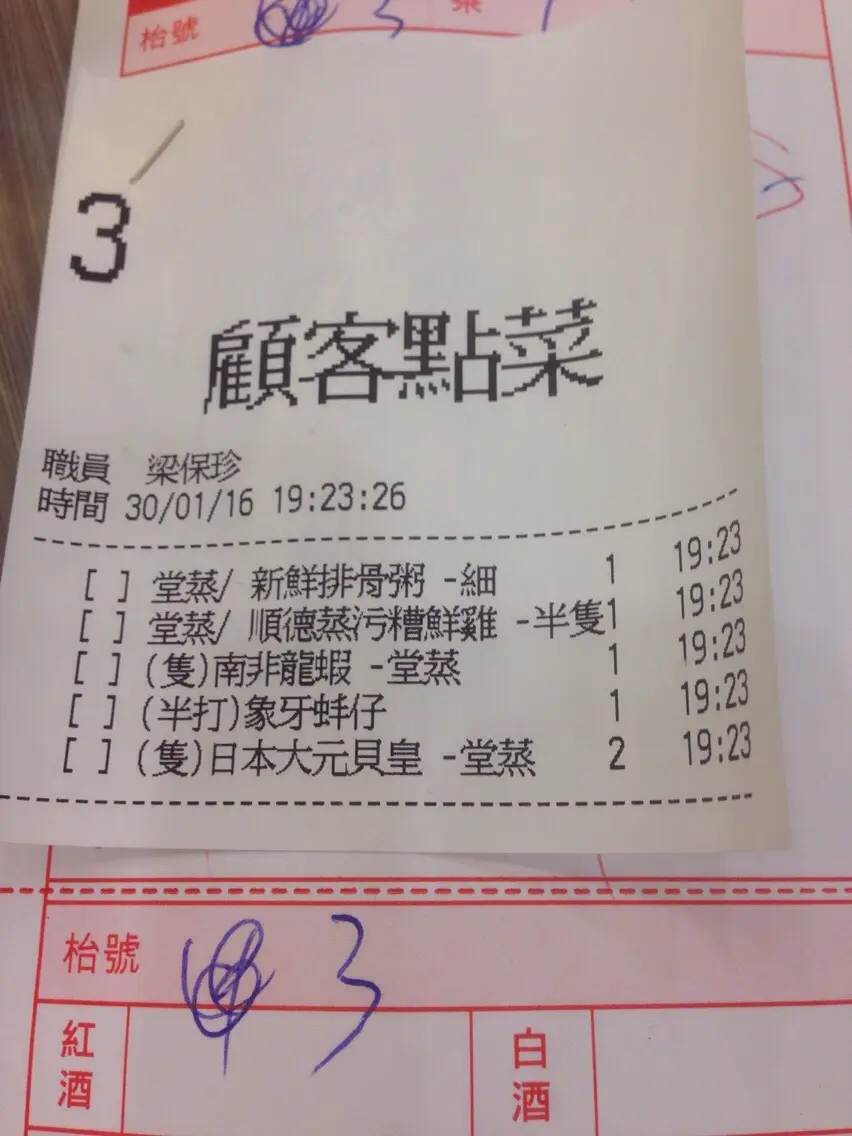 枱號 3
3
顧客點菜
職員 梁保珍
時間 30/01/16 19:23:26
[ ] 堂蒸/ 新鮮排骨粥 -細 1 19:23
[ ] 堂蒸/ 順德蒸污糟鮮雞 -半隻1 19:23
[ ] (隻)南非龍蝦 -堂蒸 1 19:23
[ ] (半打)象牙蚌仔 1 19:23
[ ] (隻)日本大元貝皇 -堂蒸 2 19:23
枱號 3
紅酒 白酒